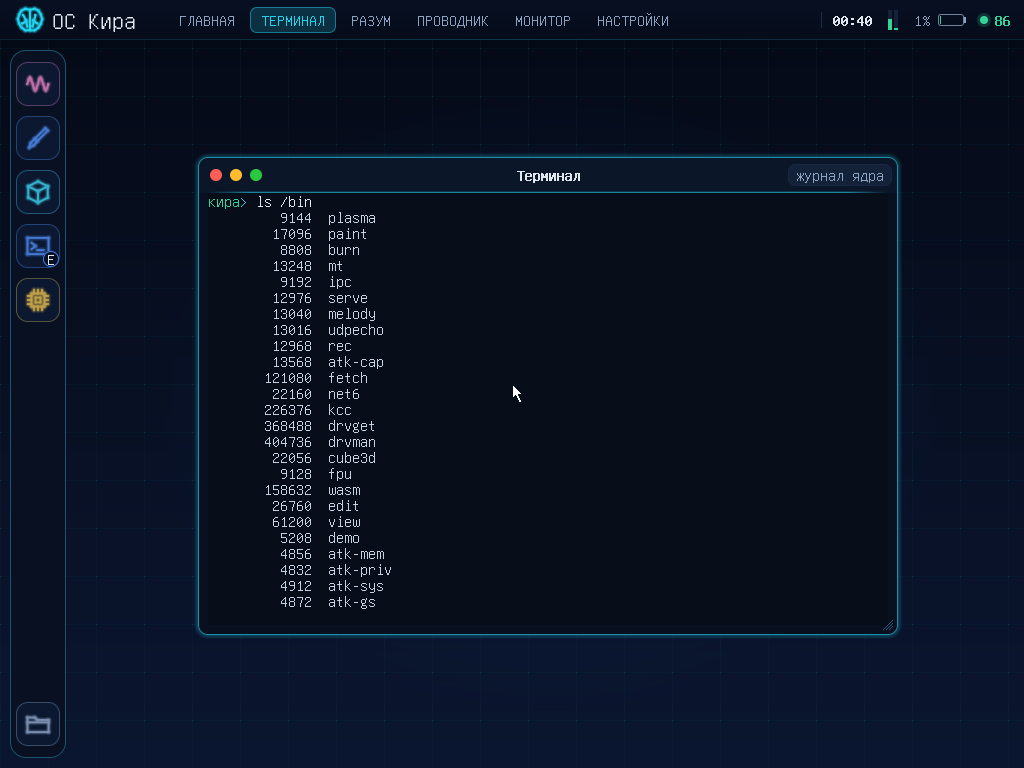 ОС Кира ГЛАВНАЯ ТЕРМИНАЛ РАЗУМ ПРОВОДНИК МОНИТОР НАСТРОЙКИ 00:40 1% 86
Терминал журнал ядра
кира> ls /bin
9144 plasma
17096 paint
8808 burn
13248 mt
9192 ipc
12976 serve
13040 melody
13016 udpecho
12968 rec
13568 atk-cap
121080 fetch
22160 net6
226376 kcc
368488 drvget
404736 drvman
22056 cube3d
9128 fpu
158632 wasm
26760 edit
61200 view
5208 demo
4856 atk-mem
4832 atk-priv
4912 atk-sys
4872 atk-gs
E